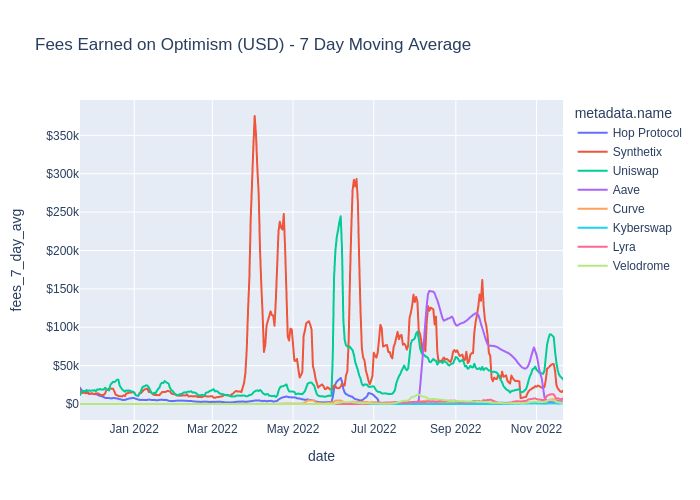 Fees Earned on Optimism (USD) - 7 Day Moving Average
metadata.name
Hop Protocol
Synthetix
Uniswap
Aave
Curve
Kyberswap
Lyra
Velodrome
fees_7_day_avg
$350k
$300k
$250k
$200k
$150k
$100k
$50k
$0
Jan 2022
Mar 2022
May 2022
Jul 2022
Sep 2022
Nov 2022
date